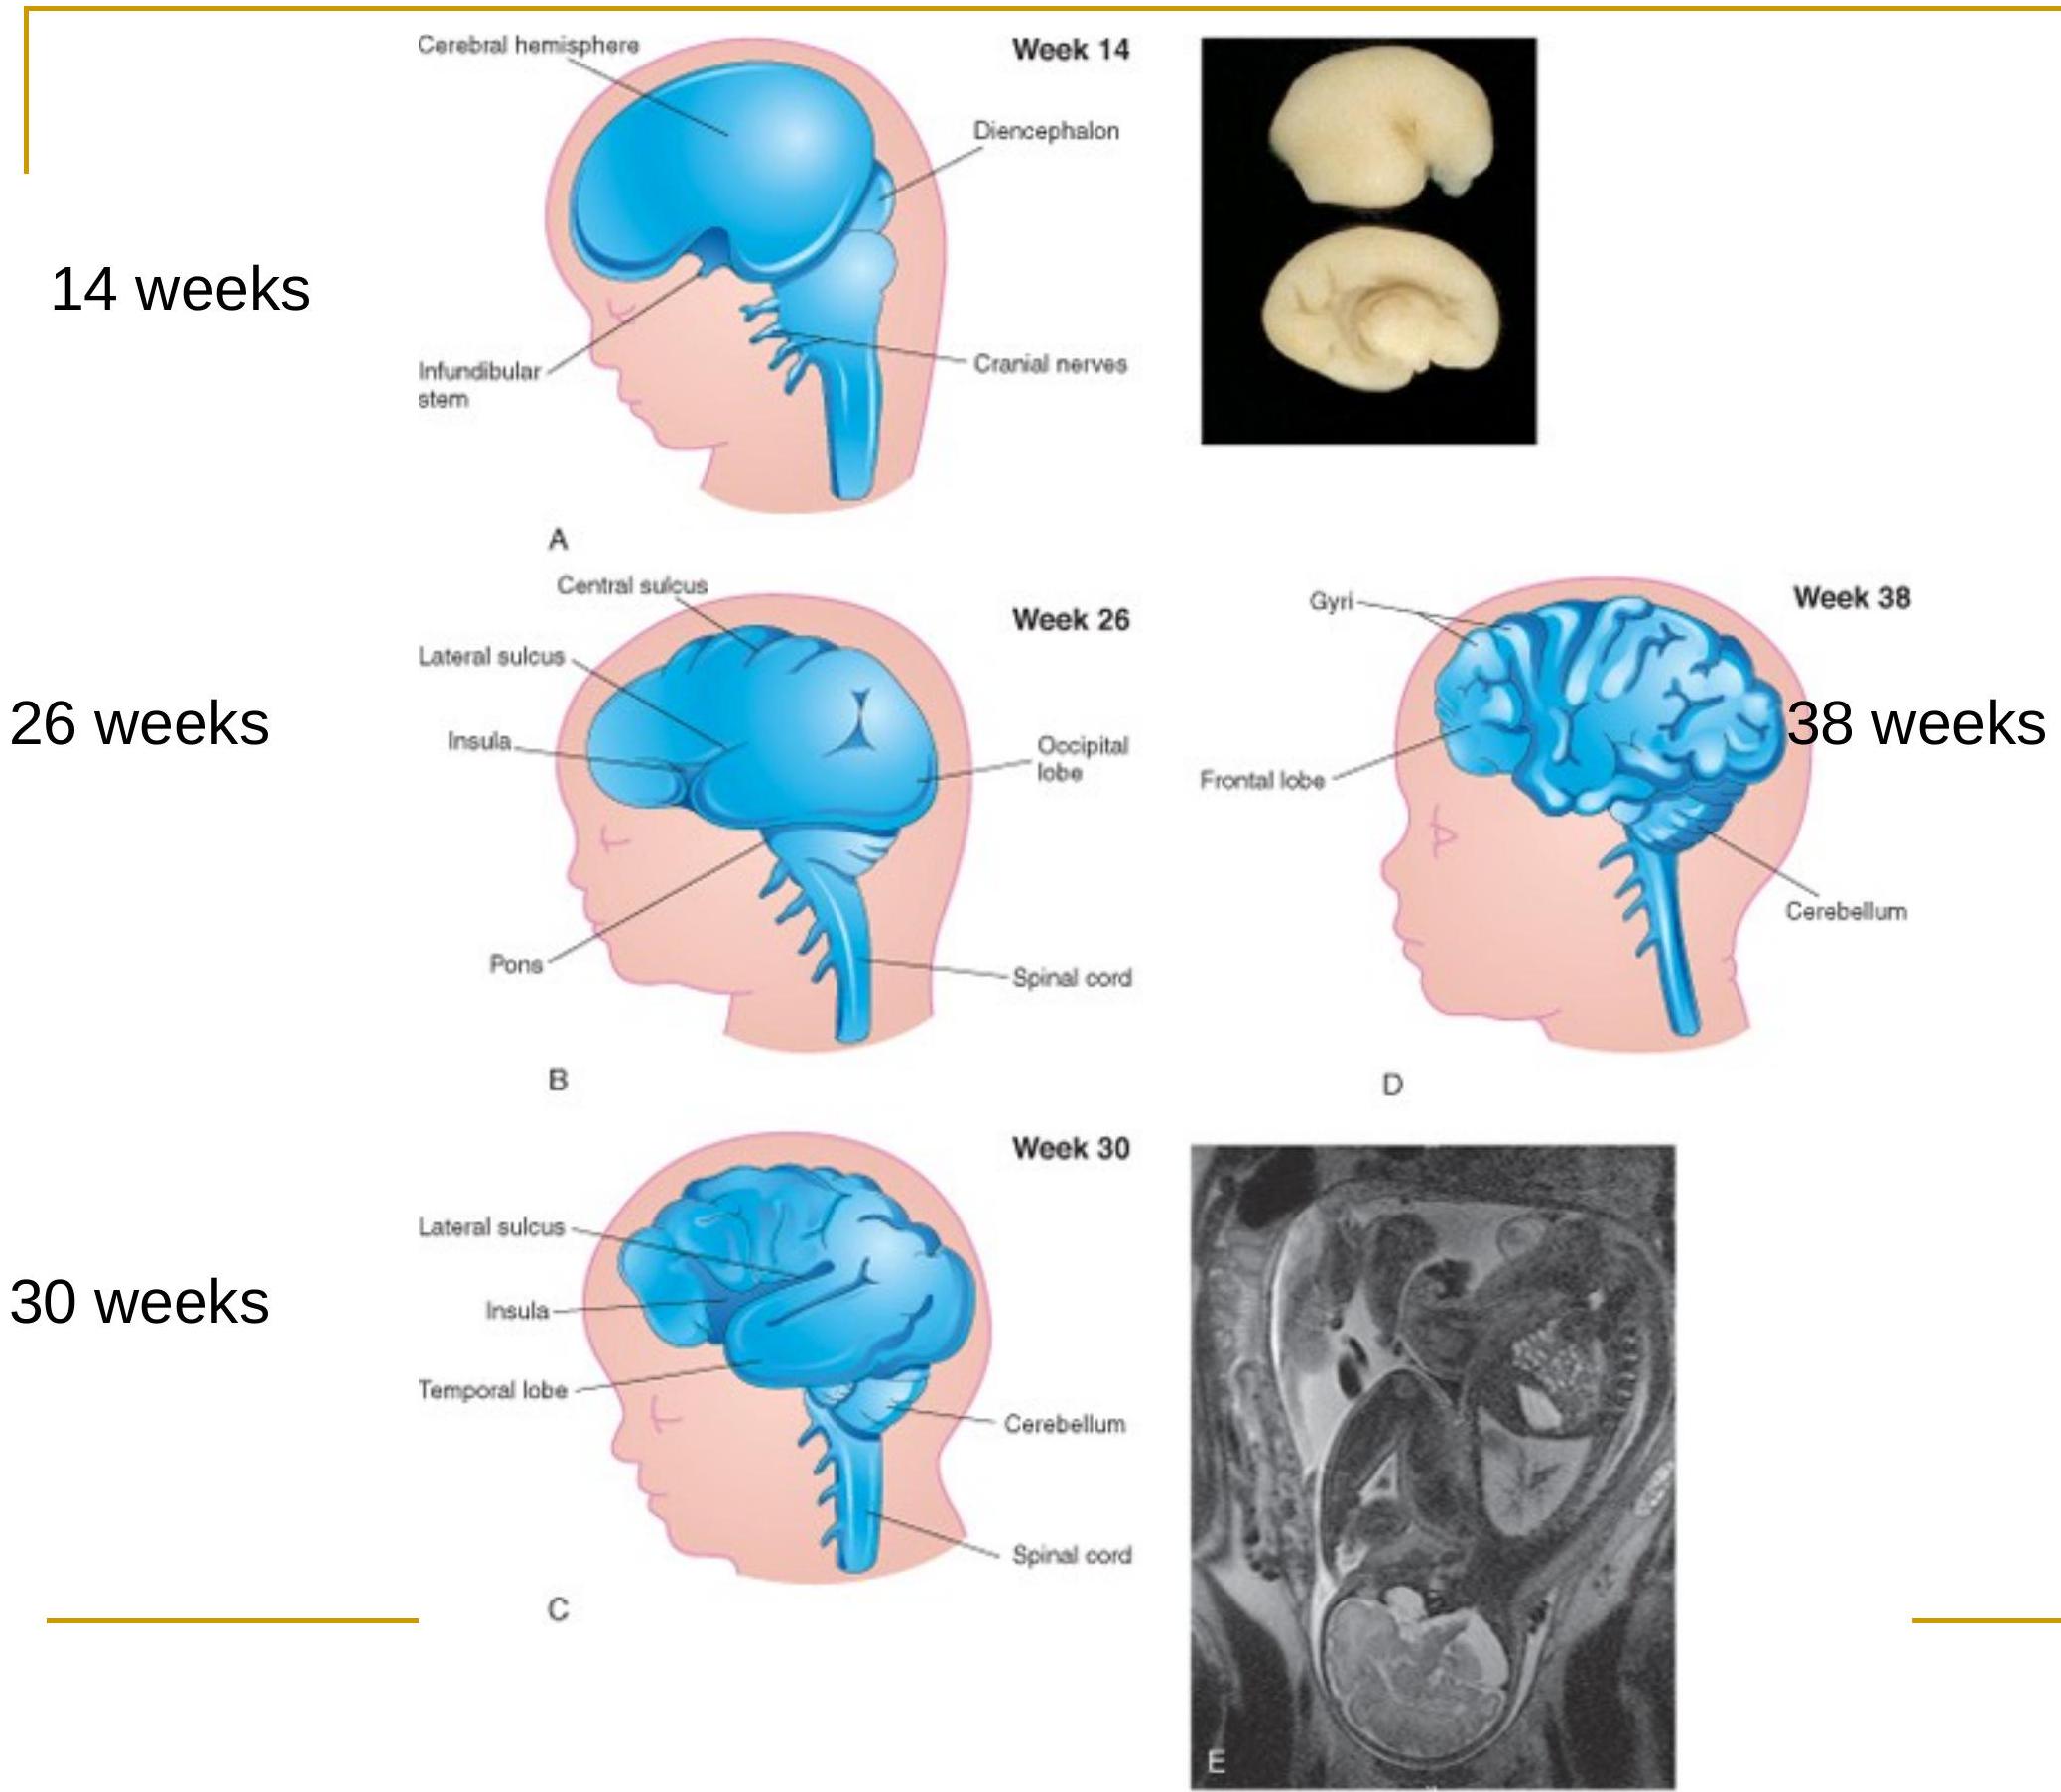 Cerebral hemisphere
Week 14
Diencephalon
14 weeks
Infundibular
stem
Cranial nerves
A
Central sulcus
Week 26
Lateral sulcus
Insula
26 weeks
Occipital
lobe
Pons
Spinal cord
B
Gyri
Week 38
38 weeks
Frontal lobe
Cerebellum
D
Week 30
Lateral sulcus
30 weeks
Insula
Temporal lobe
Cerebellum
Spinal cord
C
E